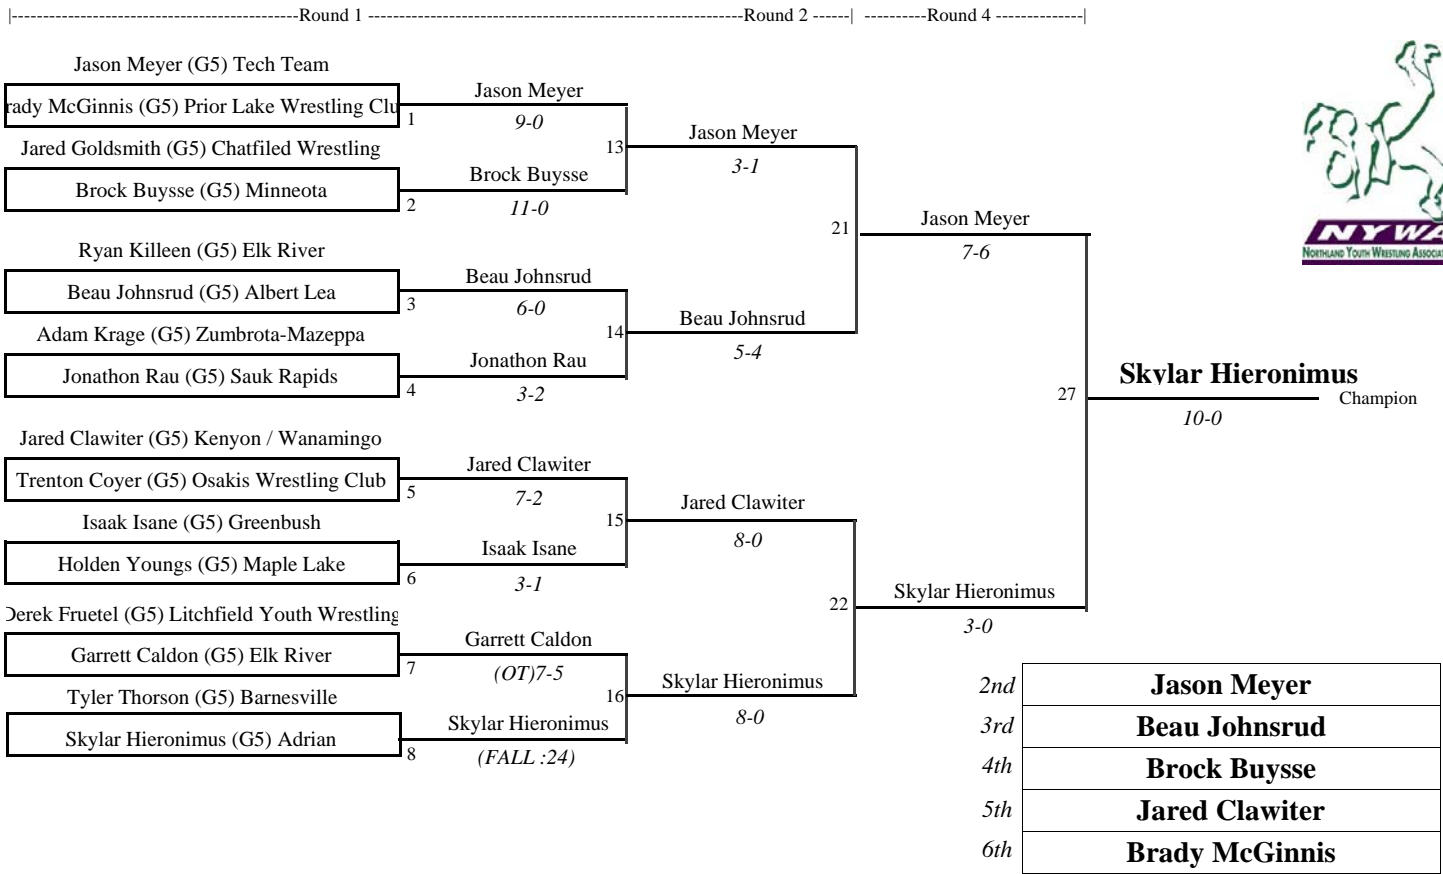 |----------------------------------------------Round 1 ------------------------------------------------------------Round 2 ------| ----------Round 4 --------------|
Jason Meyer (G5) Tech Team
rady McGinnis (G5) Prior Lake Wrestling Clu
1
Jason Meyer
9-0
Jared Goldsmith (G5) Chatfiled Wrestling
Brock Buysse (G5) Minneota
2
Brock Buysse
11-0
13
Jason Meyer
3-1
Ryan Killeen (G5) Elk River
Beau Johnsrud (G5) Albert Lea
3
Beau Johnsrud
6-0
Adam Krage (G5) Zumbrota-Mazeppa
Jonathon Rau (G5) Sauk Rapids
4
Jonathon Rau
3-2
14
Beau Johnsrud
5-4
21
Jason Meyer
7-6
Jared Clawiter (G5) Kenyon / Wanamingo
Trenton Coyer (G5) Osakis Wrestling Club
5
Jared Clawiter
7-2
Isaak Isane (G5) Greenbush
Holden Youngs (G5) Maple Lake
6
Isaak Isane
3-1
15
Jared Clawiter
8-0
Derek Fruetel (G5) Litchfield Youth Wrestling
Garrett Caldon (G5) Elk River
7
Garrett Caldon
(OT)7-5
Tyler Thorson (G5) Barnesville
Skylar Hieronimus (G5) Adrian
8
Skylar Hieronimus
(FALL :24)
16
Skylar Hieronimus
8-0
22
Skylar Hieronimus
3-0
27
Skylar Hieronimus
Champion
10-0
NYWA
NORTHLAND YOUTH WRESTLING ASSOCIAT
2nd Jason Meyer
3rd Beau Johnsrud
4th Brock Buysse
5th Jared Clawiter
6th Brady McGinnis